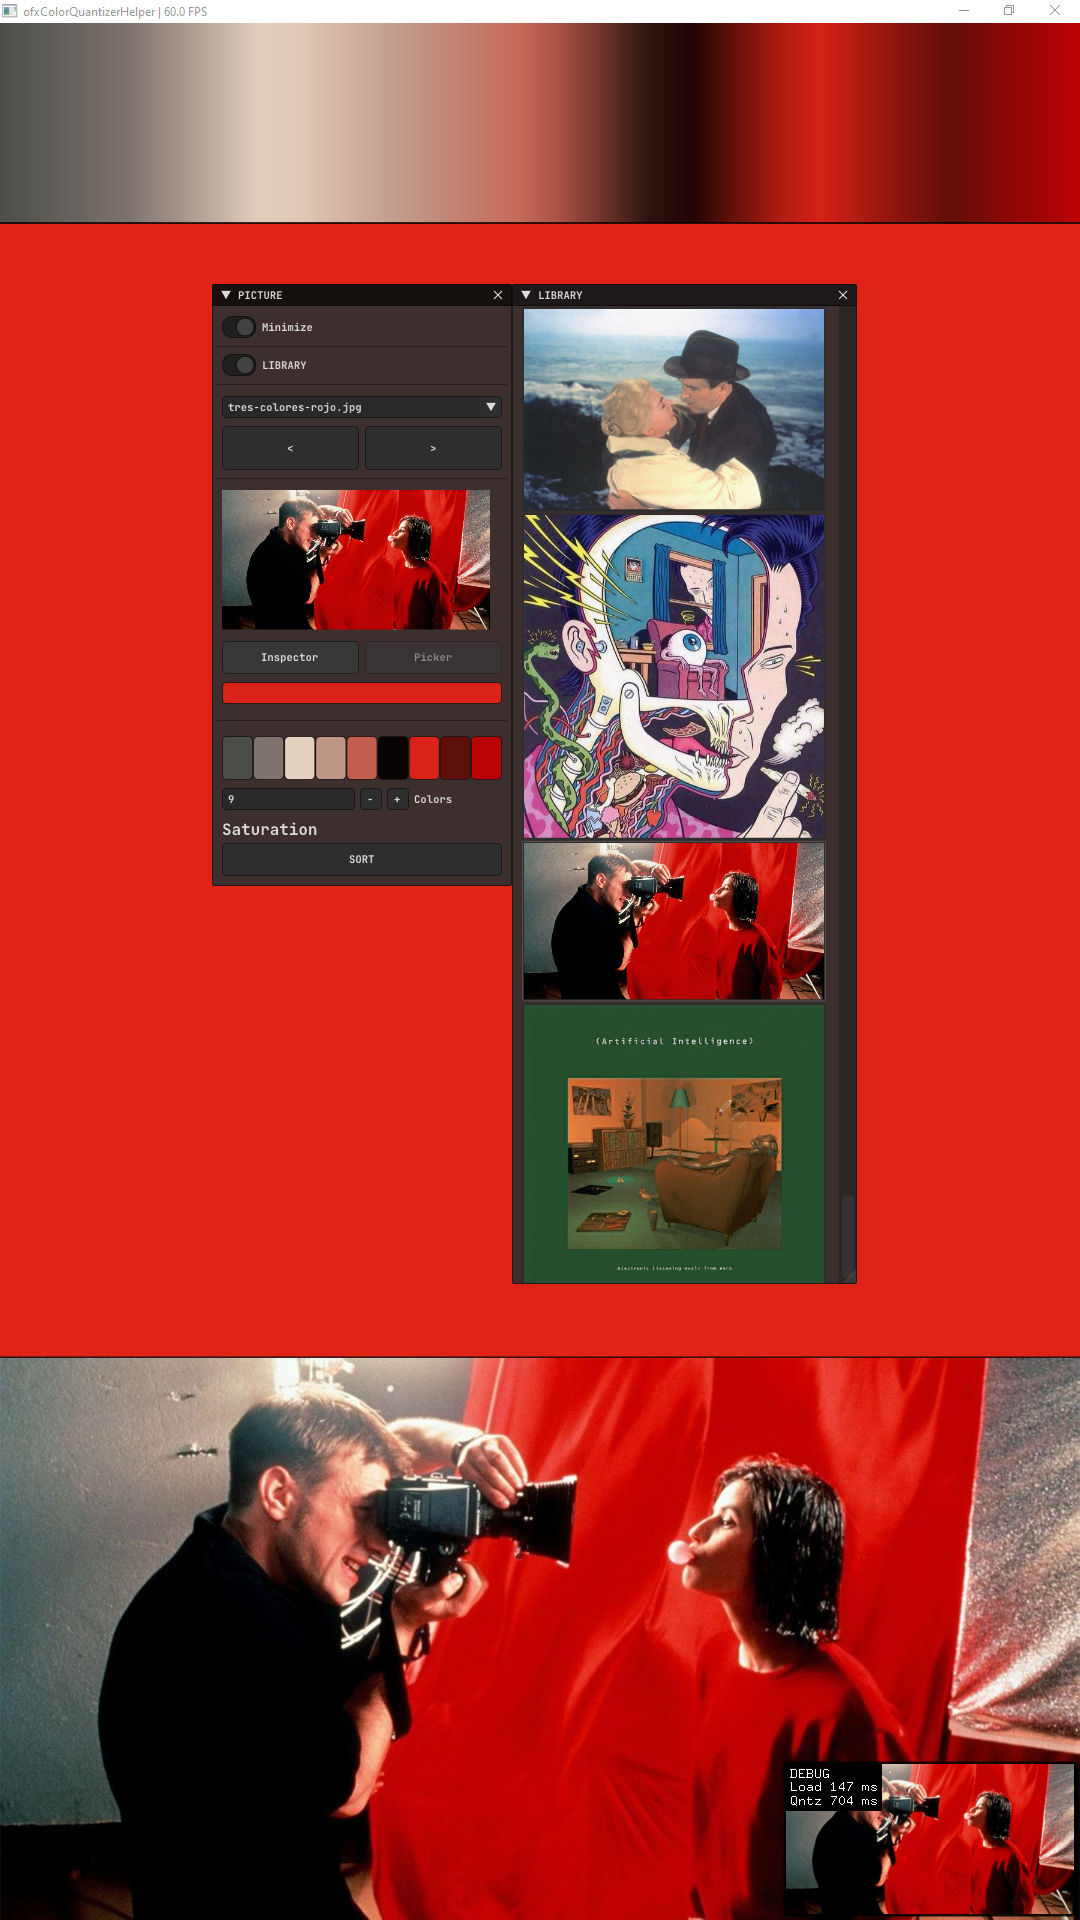 ofxColorQuantizerHelper | 60.0 FPS
PICTURE
Minimize
LIBRARY
tres-colores-rojo.jpg
<
>
Inspector
Picker
9
-
+
Colors
Saturation
SORT
LIBRARY
(Artificial Intelligence)
Electronic listening music from Warp
DEBUG
Load 147 ms
Qntz 704 ms